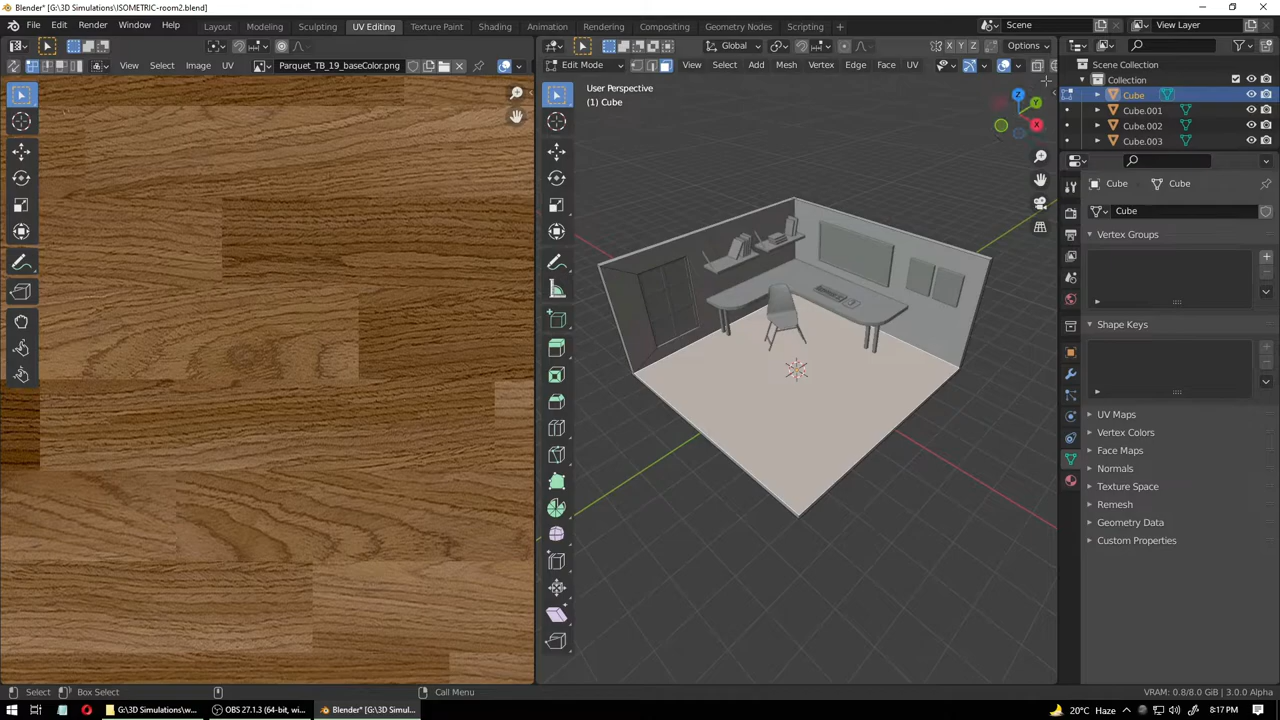 Blender* [G:\3D Simulations\ISOMETRIC-room2.blend]
File Edit Render Window Help Layout Modeling Sculpting UV Editing Texture Paint Shading Animation Rendering Compositing Geometry Nodes Scripting Scene View Layer
View Select Image UV Parquet_TB_19_baseColor.png
Global Options
Edit Mode View Select Add Mesh Vertex Edge Face UV
User Perspective
(1) Cube
Z
Y
X
X Y Z
Scene Collection
Collection
Cube
Cube.001
Cube.002
Cube.003
Cube Cube
Cube
Vertex Groups
Shape Keys
UV Maps
Vertex Colors
Face Maps
Normals
Texture Space
Remesh
Geometry Data
Custom Properties
Select Box Select Call Menu VRAM: 0.8/8.0 GiB | 3.0.0 Alpha
G:\3D Simulations\w... OBS 27.1.3 (64-bit, wi... Blender* [G:\3D Simul... 20°C Haze 8:17 PM